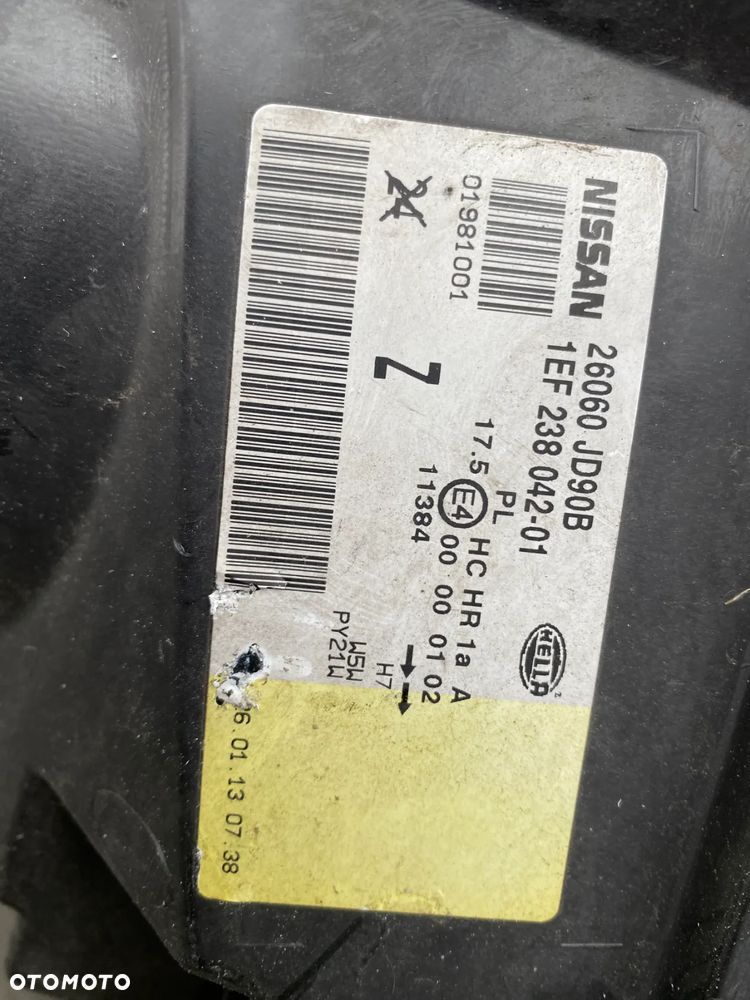 NISSAN 26060 JD90B
1EF 238 042-01
01981001
PL
17.5 E4 HC HR 1a A
00 00 01 02
11384
HELLA
24
Z
H7
W5W
PY21W
6.01.13 07:38
OTOMOTO